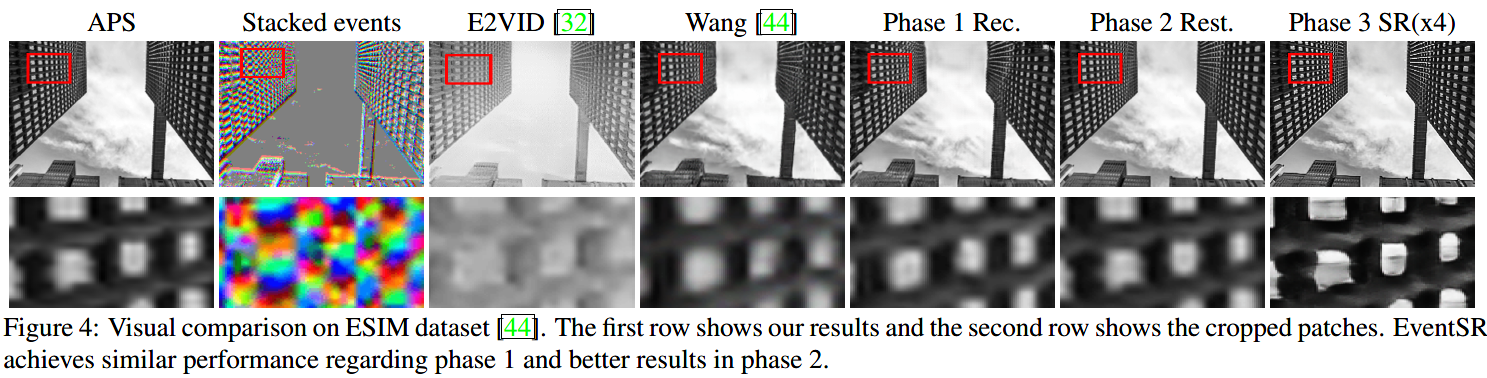 APS Stacked events E2VID [32] Wang [44] Phase 1 Rec. Phase 2 Rest. Phase 3 SR(x4)
Figure 4: Visual comparison on ESIM dataset [44]. The first row shows our results and the second row shows the cropped patches. EventSR
achieves similar performance regarding phase 1 and better results in phase 2.